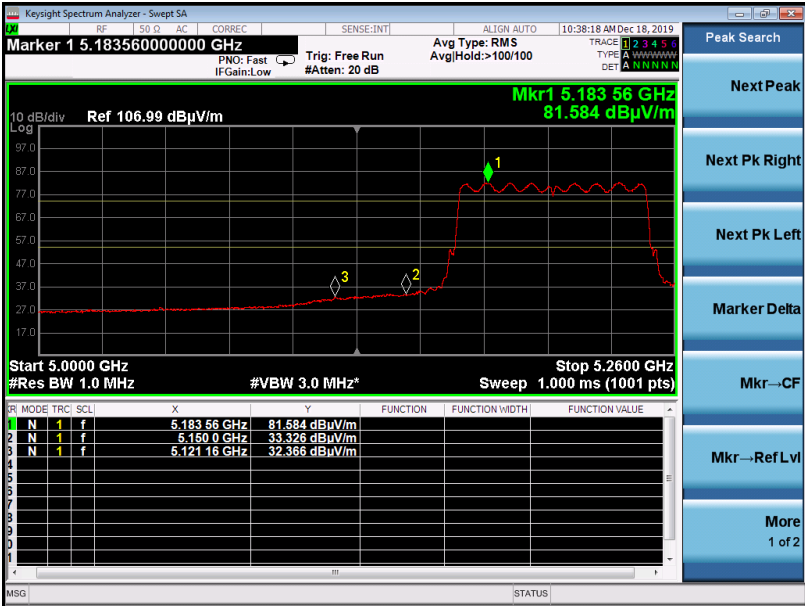 Keysight Spectrum Analyzer - Swept SA
LXI RF 50 Ω AC CORREC SENSE:INT ALIGN AUTO 10:38:18 AM Dec 18, 2019
Marker 1 5.183560000000 GHz
PNO: Fast
IFGain:Low
Trig: Free Run
#Atten: 20 dB
Avg Type: RMS
Avg|Hold:>100/100
TRACE 1 2 3 4 5 6
TYPE A WWWWW
DET A N N N N N
Mkr1 5.183 56 GHz
81.584 dBµV/m
10 dB/div Ref 106.99 dBµV/m
Log
97.0
87.0
77.0
67.0
57.0
47.0
37.0
27.0
17.0
1
2
3
Start 5.0000 GHz Stop 5.2600 GHz
#Res BW 1.0 MHz #VBW 3.0 MHz* Sweep 1.000 ms (1001 pts)
MODE TRC SCL X Y FUNCTION FUNCTION WIDTH FUNCTION VALUE
1 N 1 f 5.183 56 GHz 81.584 dBµV/m
2 N 1 f 5.150 0 GHz 33.326 dBµV/m
3 N 1 f 5.121 16 GHz 32.366 dBµV/m
4
5
6
7
8
9
MSG STATUS
Peak Search
Next Peak
Next Pk Right
Next Pk Left
Marker Delta
Mkr→CF
Mkr→Ref Lvl
More
1 of 2